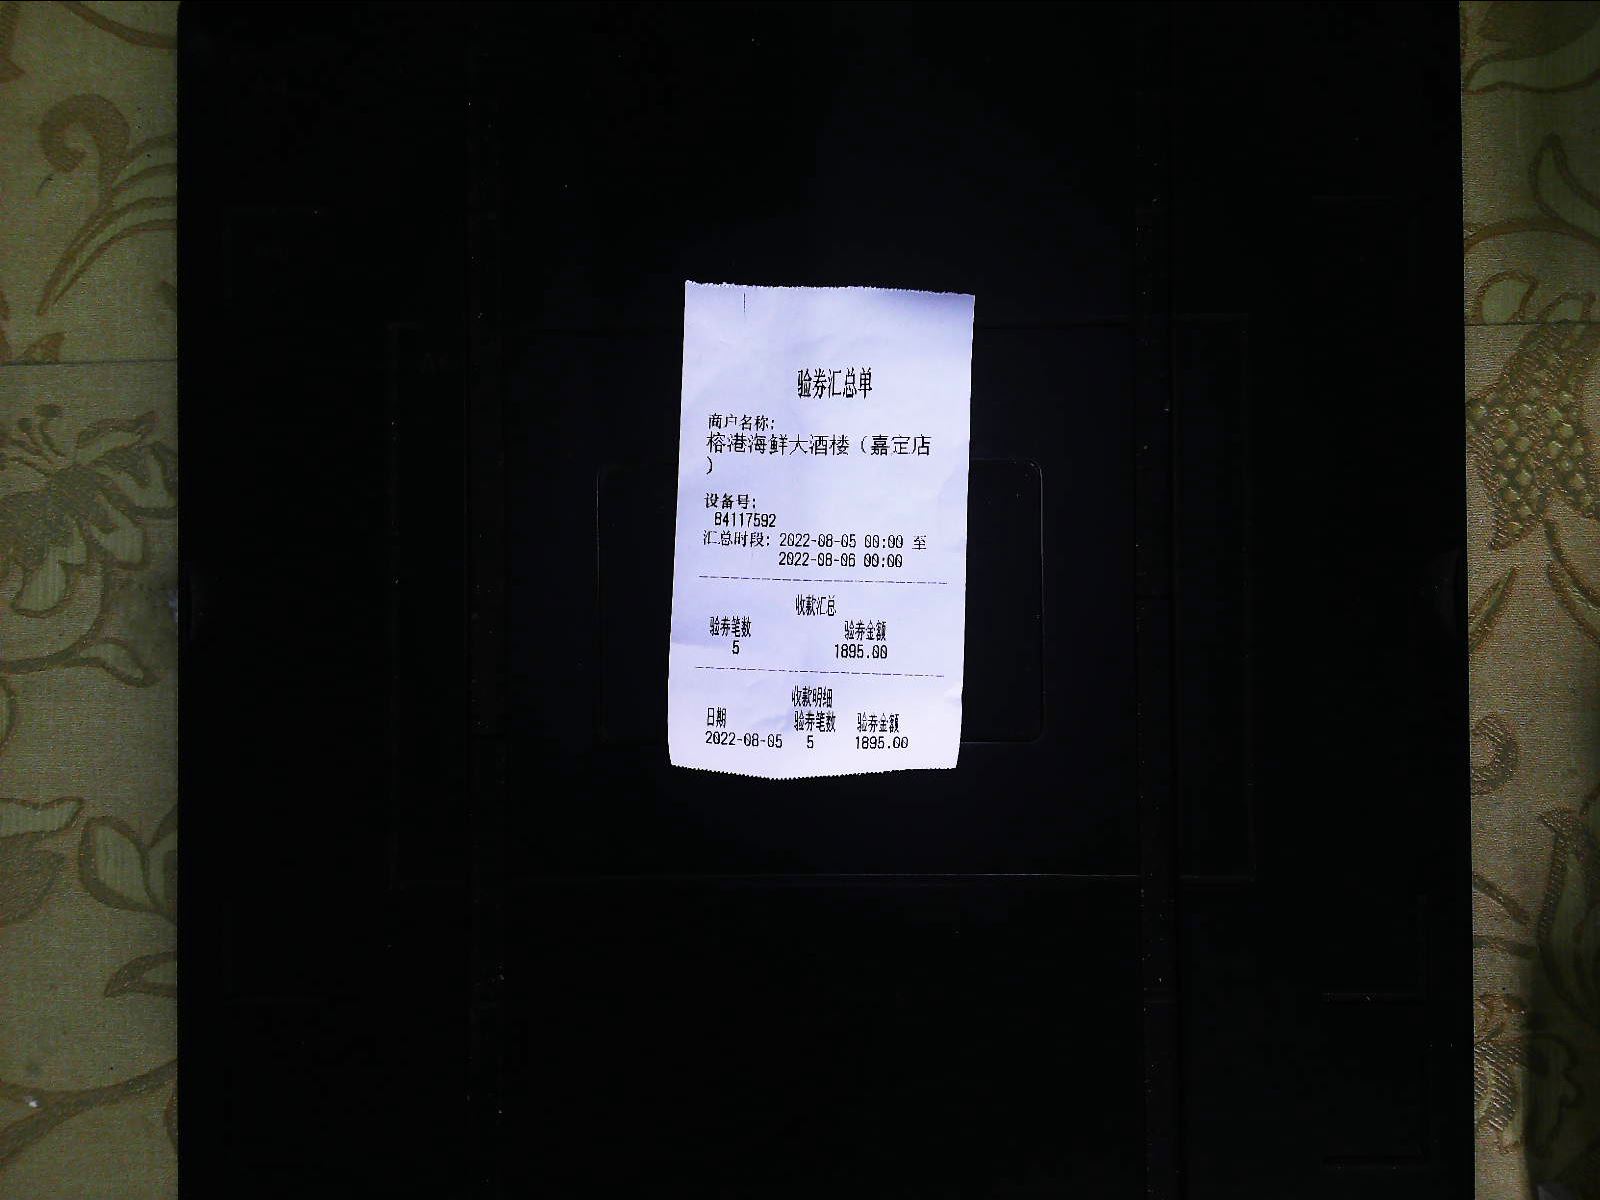 验券汇总单
商户名称:
榕港海鲜大酒楼（嘉定店
）
设备号:
84117592
汇总时段: 2022-08-05 00:00 至
2022-08-06 00:00
收款汇总
验券笔数 验券金额
5 1895.00
收款明细
日期 验券笔数 验券金额
2022-08-05 5 1895.00